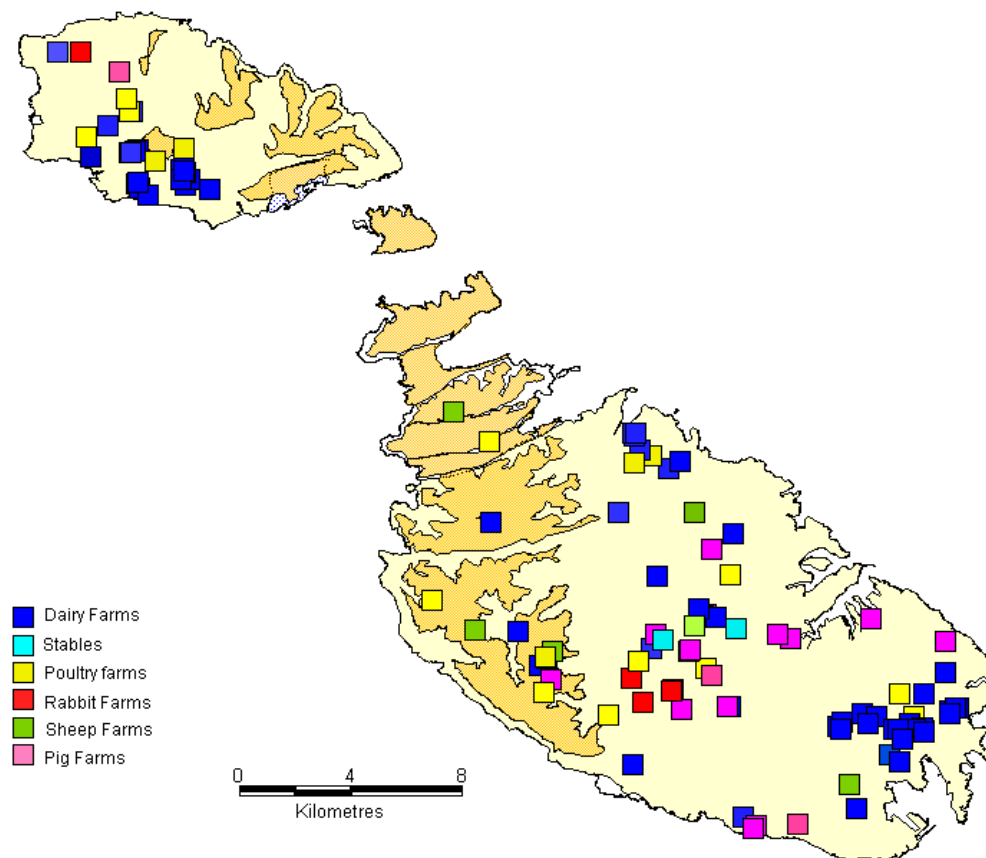 Dairy Farms
Stables
Poultry farms
Rabbit Farms
Sheep Farms
Pig Farms
0 4 8
Kilometres